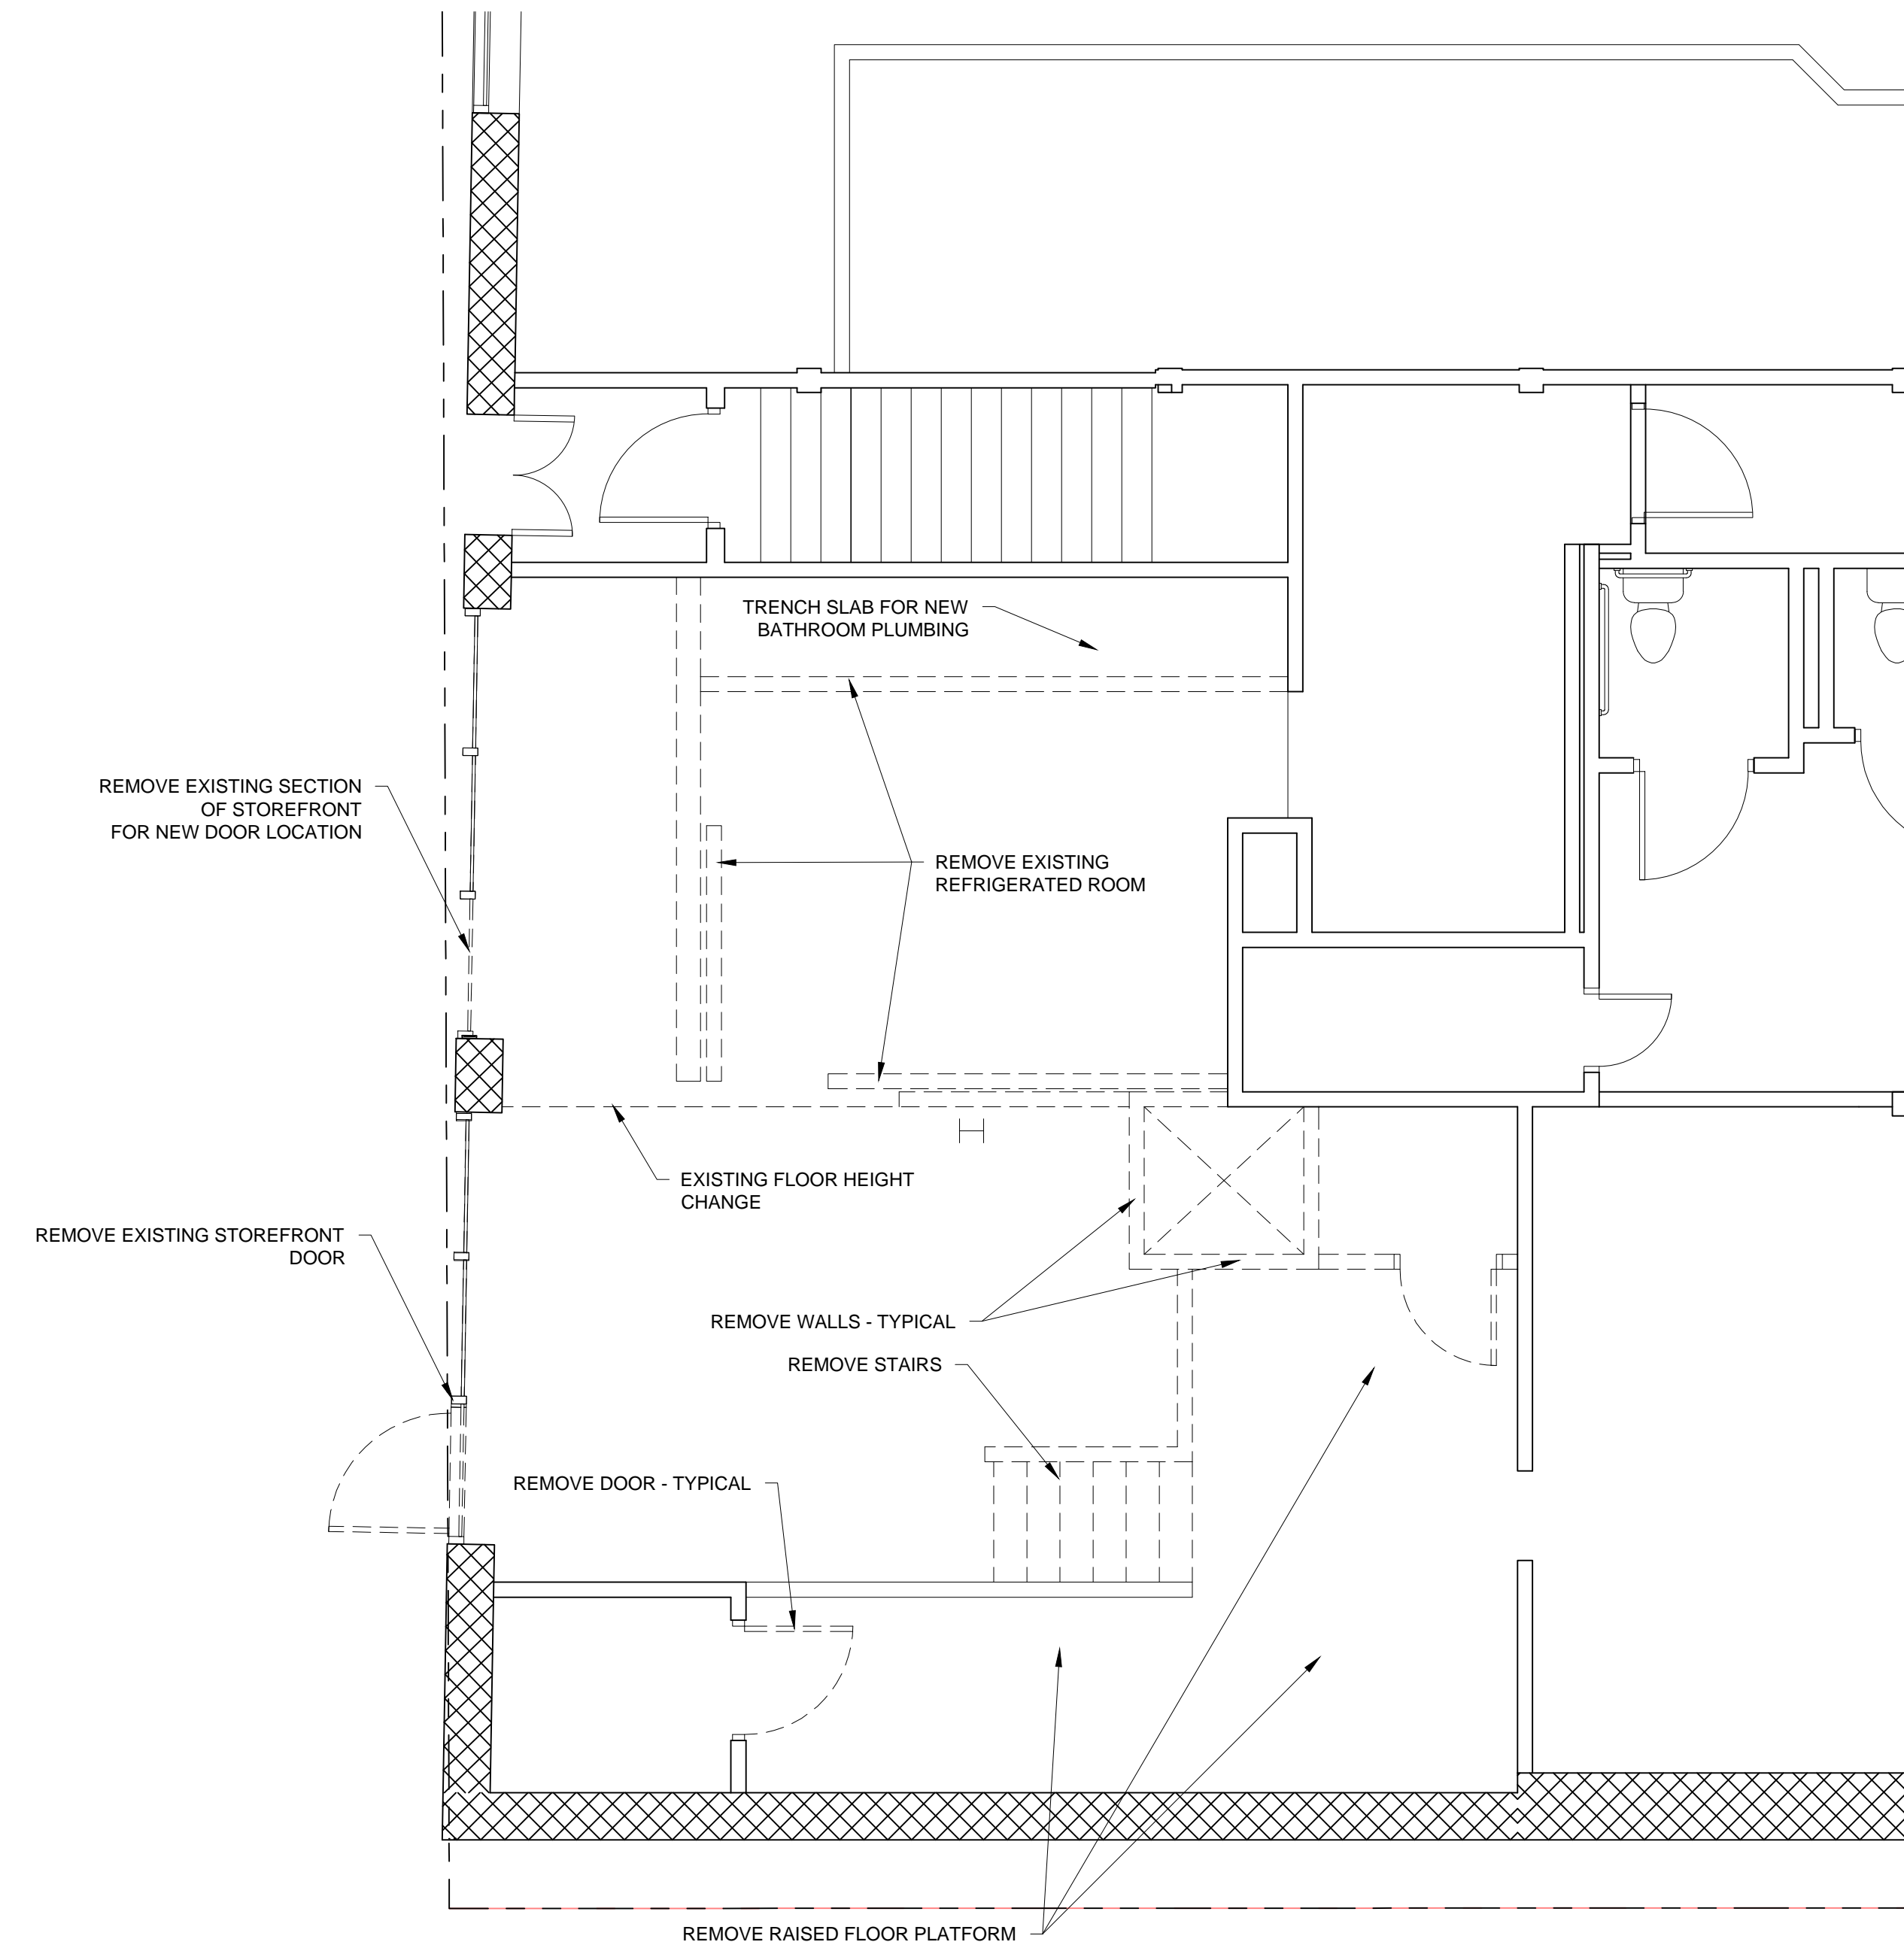 TRENCH SLAB FOR NEW
BATHROOM PLUMBING
REMOVE EXISTING SECTION
OF STOREFRONT
FOR NEW DOOR LOCATION
REMOVE EXISTING
REFRIGERATED ROOM
EXISTING FLOOR HEIGHT
CHANGE
REMOVE EXISTING STOREFRONT
DOOR
REMOVE WALLS - TYPICAL
REMOVE STAIRS
REMOVE DOOR - TYPICAL
REMOVE RAISED FLOOR PLATFORM